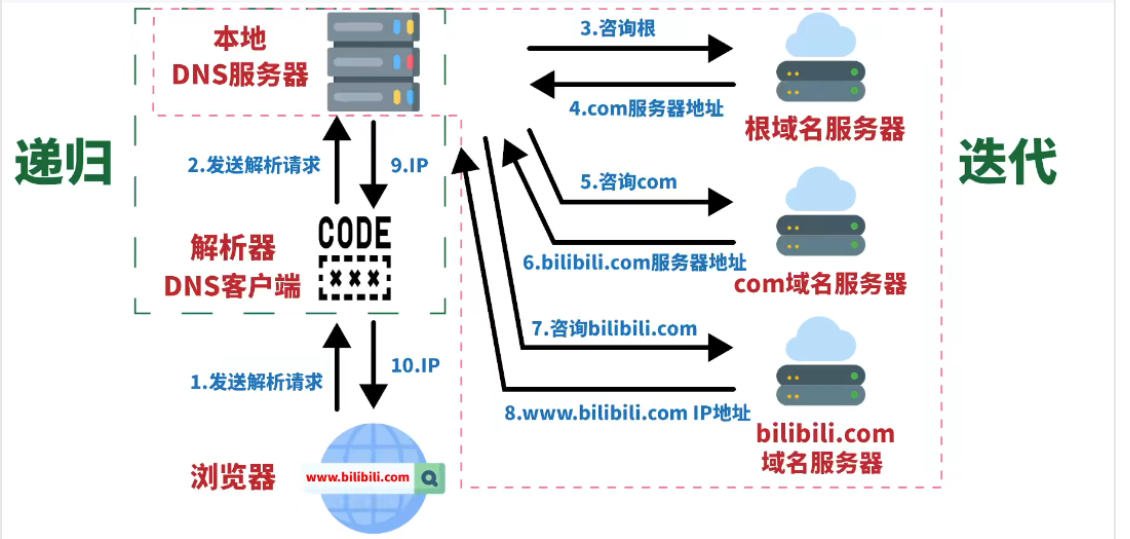 本地
DNS服务器
3.咨询根
4.com服务器地址
根域名服务器
递归
迭代
2.发送解析请求
9.IP
5.咨询com
CODE
解析器
DNS客户端
6.bilibili.com服务器地址
com域名服务器
7.咨询bilibili.com
1.发送解析请求
10.IP
8.www.bilibili.com IP地址
bilibili.com
域名服务器
浏览器
www.bilibili.com